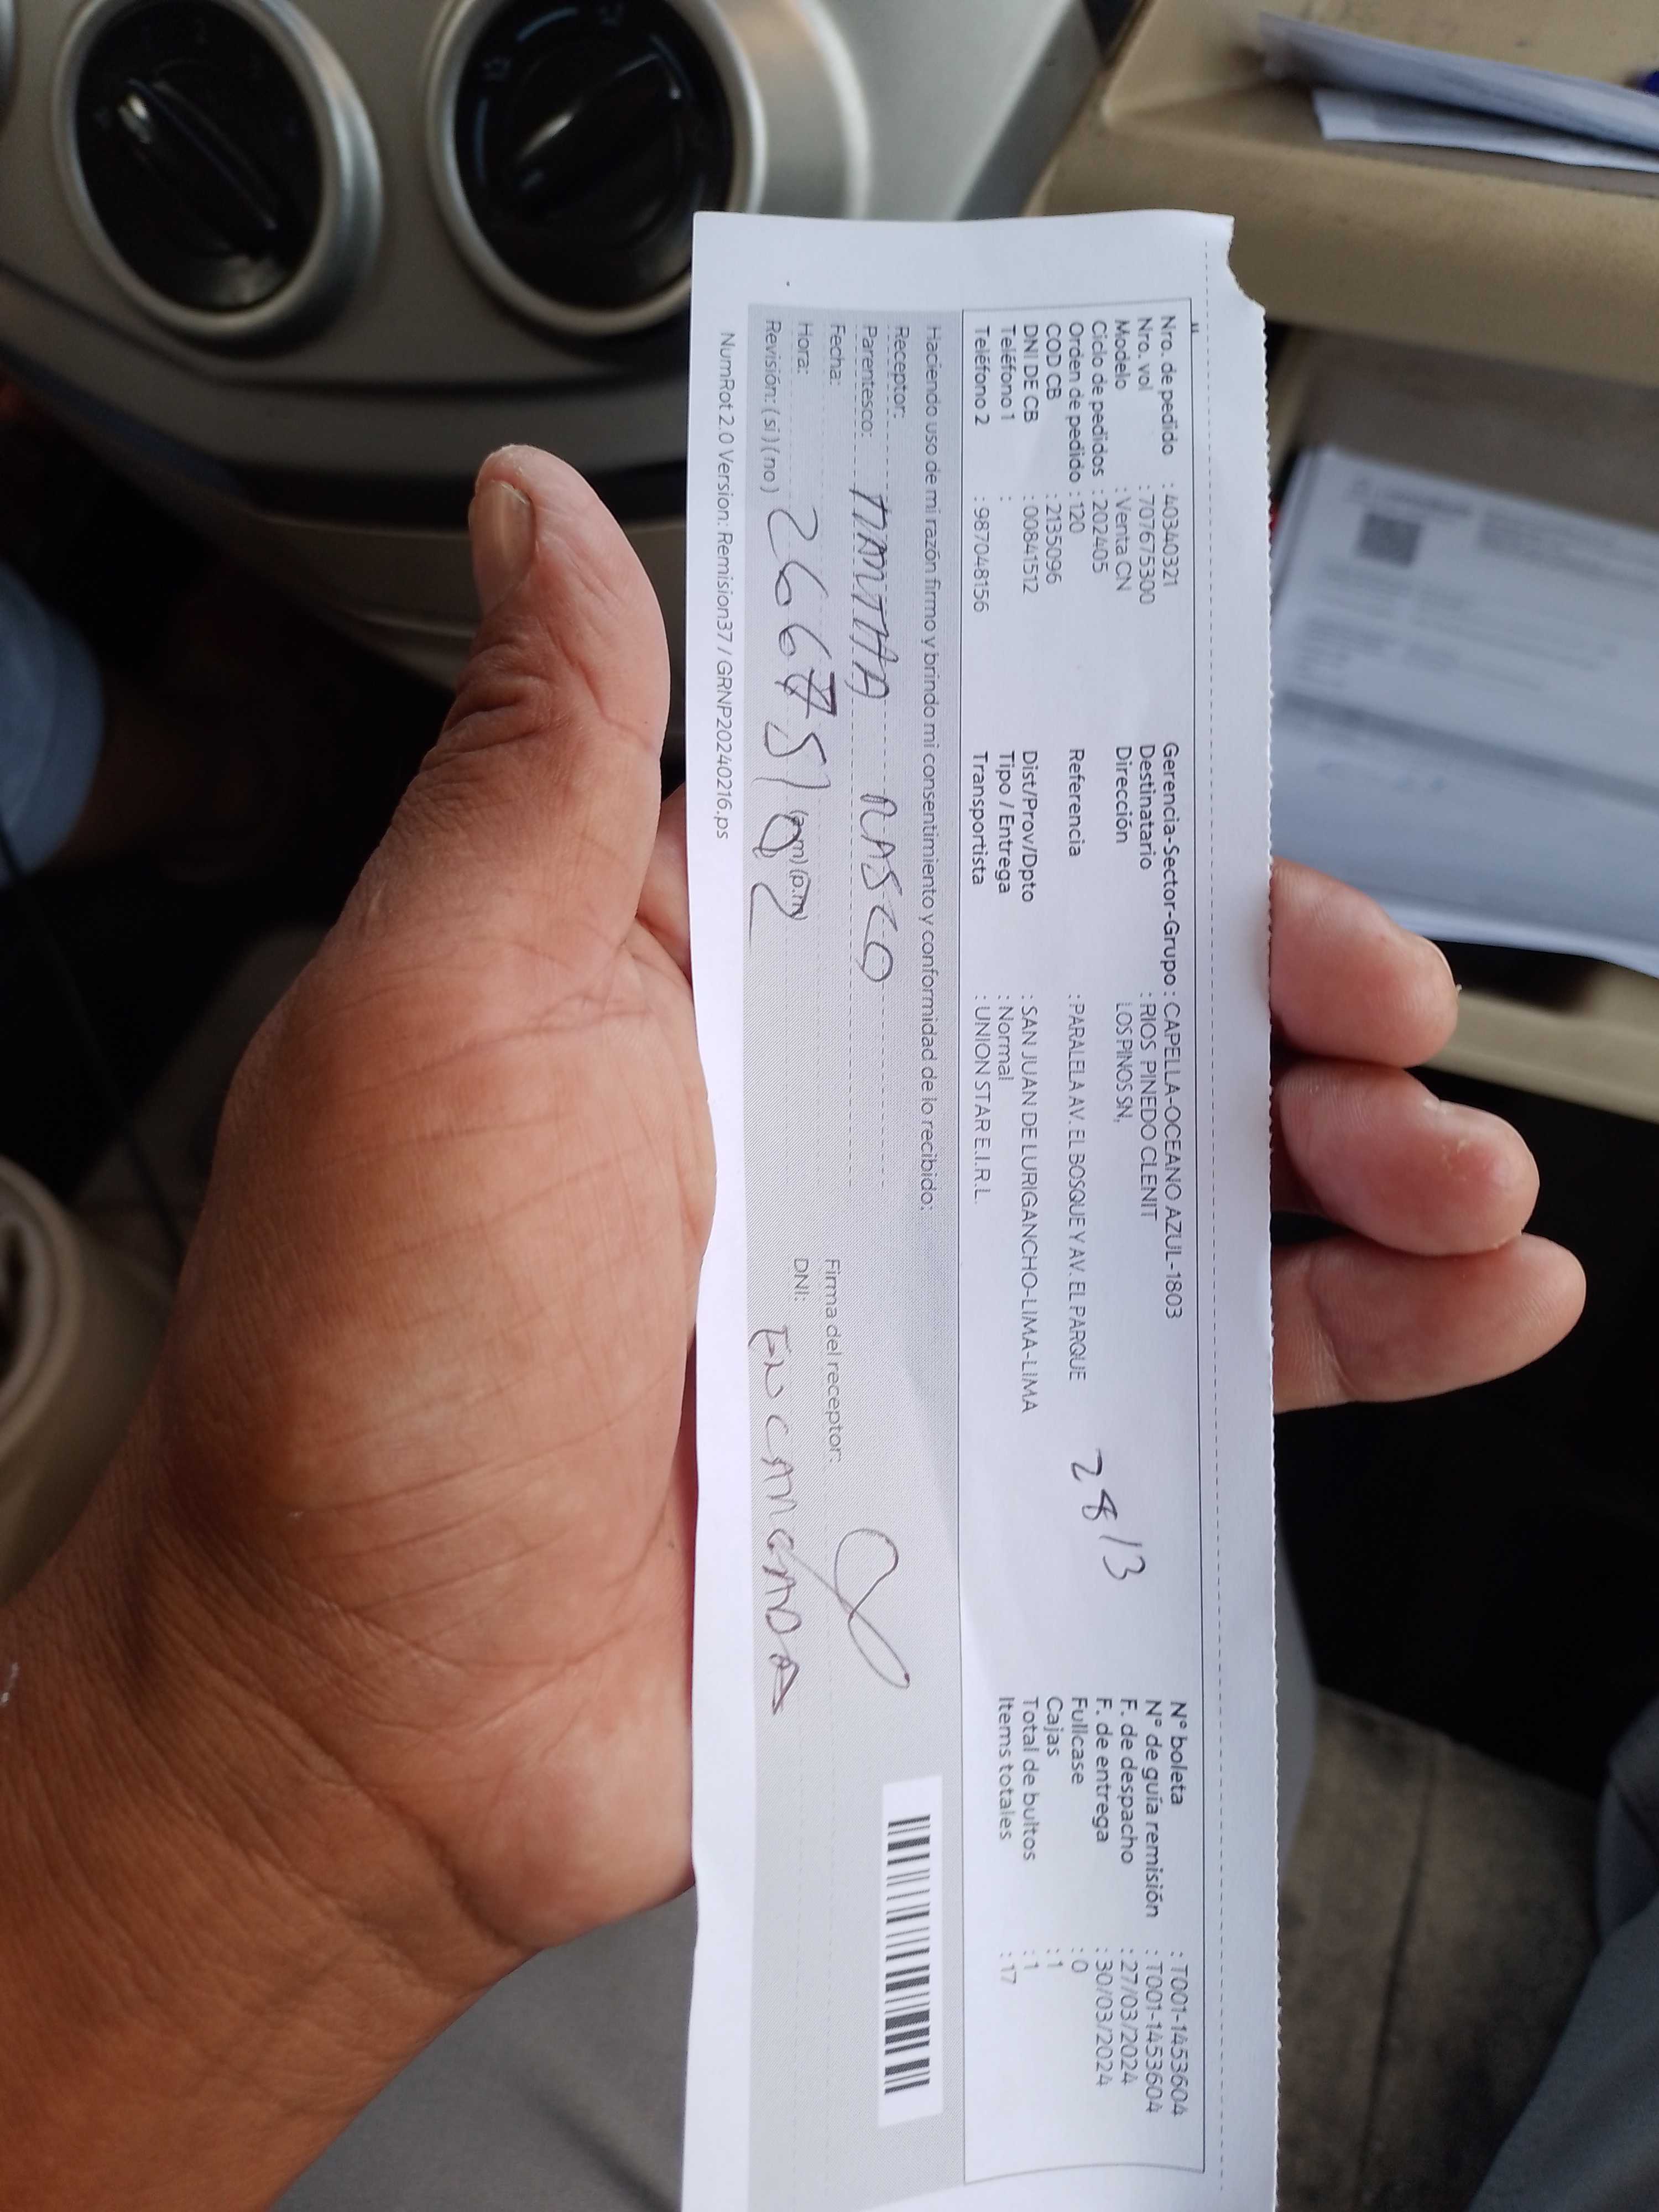 Nro. de pedido : 40340321
Nro. vol : 707675300
Modelo : Venta CN
Ciclo de pedidos : 202405
Orden de pedido : 120
COD CB : 2135096
DNI DE CB : 00841512
Teléfono 1 :
Teléfono 2 : 987048156
Gerencia-Sector-Grupo : CAPELLA-OCEANO AZUL-1803
Destinatario : RIOS PINEDO CLENIT
Dirección LOS PINOS SN,
Referencia : PARALELA AV. EL BOSQUE Y AV. EL PARQUE
Dist/Prov/Dpto : SAN JUAN DE LURIGANCHO-LIMA-LIMA
Tipo / Entrega : Normal
Transportista : UNION STAR E.I.R.L.
28/3
N° boleta : T001-1453604
N° de guía remisión : T001-1453604
F. de despacho : 27/03/2024
F. de entrega : 30/03/2024
Fullcase : 0
Cajas : 1
Total de bultos : 1
Items totales : 17
Haciendo uso de mi razón firmo y brindo mi consentimiento y conformidad de lo recibido:
Receptor:
Parentesco:
Fecha:
Hora: (a.m) (p.m)
Revisión: ( si ) ( no )
Firma del receptor:
DNI:
NumRot 2.0 Version: Remision37 / GRNP20240216.ps